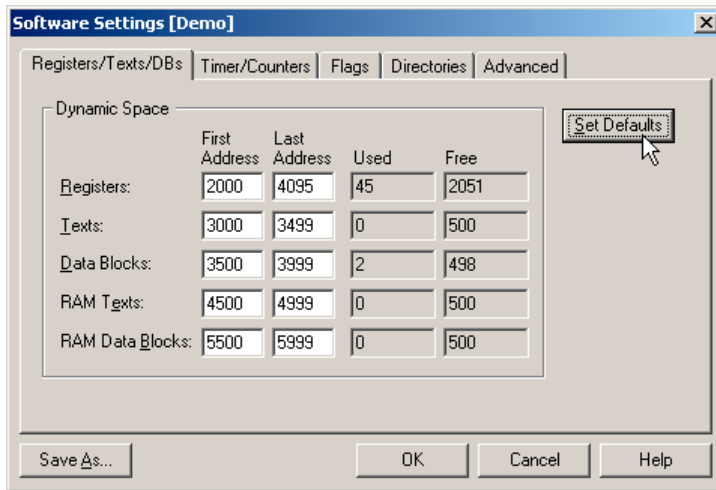 Software Settings [Demo]
Registers/Texts/DBs Timer/Counters Flags Directories Advanced
Dynamic Space
Set Defaults
First Address Last Address Used Free
Registers: 2000 4095 45 2051
Texts: 3000 3499 0 500
Data Blocks: 3500 3999 2 498
RAM Texts: 4500 4999 0 500
RAM Data Blocks: 5500 5999 0 500
Save As... OK Cancel Help